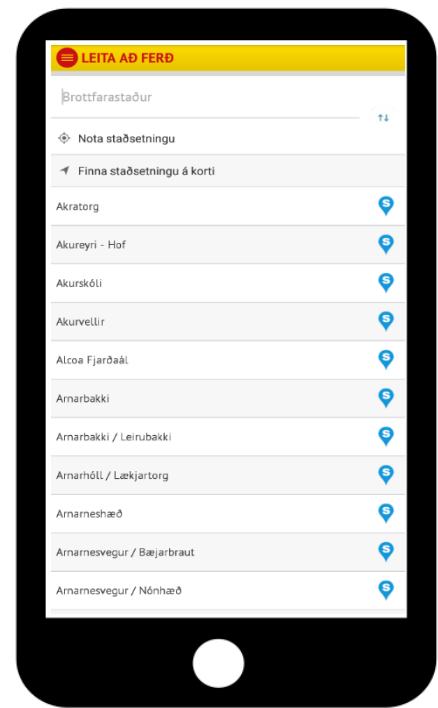 LEITA AÐ FERÐ
Brottfarastaður
Nota staðsetningu
Finna staðsetningu á korti
Akratorg
S
Akureyri - Hof
S
Akurskóli
S
Akurvellir
S
Alcoa Fjarðaál
S
Arnarbakki
S
Arnarbakki / Leirubakki
S
Arnarhóll / Lækjartorg
S
Arnarneshæð
S
Arnarnesvegur / Bæjarbraut
S
Arnarnesvegur / Nónhæð
S